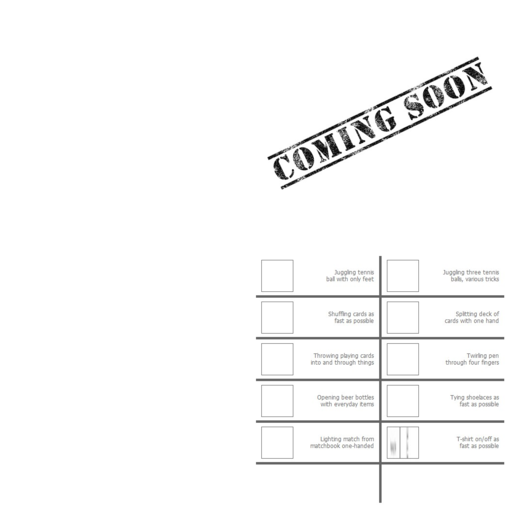 COMING SOON
Juggling tennis
ball with only feet
Juggling three tennis
balls, various tricks
Shuffling cards as
fast as possible
Splitting deck of
cards with one hand
Throwing playing cards
into and through things
Twirling pen
through four fingers
Opening beer bottles
with everyday items
Tying shoelaces as
fast as possible
Lighting match from
matchbook one-handed
T-shirt on/off as
fast as possible